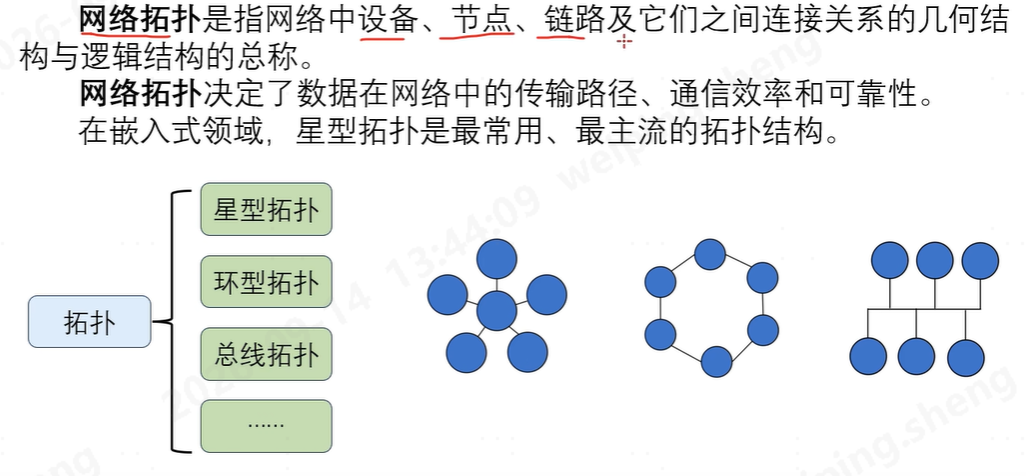 网络拓扑是指网络中设备、节点、链路及它们之间连接关系的几何结
构与逻辑结构的总称。
网络拓扑决定了数据在网络中的传输路径、通信效率和可靠性。
在嵌入式领域，星型拓扑是最常用、最主流的拓扑结构。
拓扑
星型拓扑
环型拓扑
总线拓扑
……
13:44:09 weiping.sheng